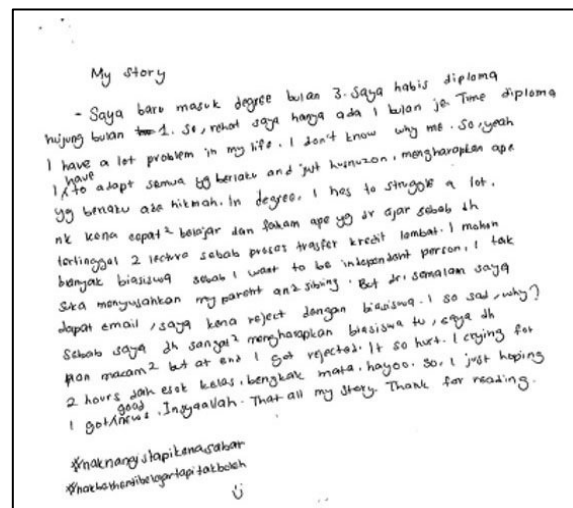 My story
- Saya baru masuk degree bulan 3. Saya habis diploma
hujung bulan 1. So, rehat saya hanya ada 1 bulan je. Time diploma
I have a lot problem in my life. I don't know why me. So, yeah
I have to adapt semua yg berlaku and just husnuzon, mengharapkan ape
yg berlaku ada hikmah. In degree, I has to struggle a lot,
nk kena cepat² belajar dan faham ape yg dr ajar sebab dh
tertinggal 2 lecture sebab proses trasfer kredit lambat. I mohon
banyak biasiswa sebab I want to be independent person, I tak
suka menyusahkan my parent and sibling. But dri semalam saya
dapat email, saya kena reject dengan biasiswa. I so sad, why?
Sebab saya dh sangat² mengharapkan biasiswa tu, saya dh
plan macam² but at end I got rejected. It so hurt. I crying for
2 hours dah esok kelas, bengkak mata, hayoo. So, I just hoping
I got good news, Insyaallah. That all my story. Thank for reading.
#naknangistapikenasabar
#nakberhentibelajartapitakboleh